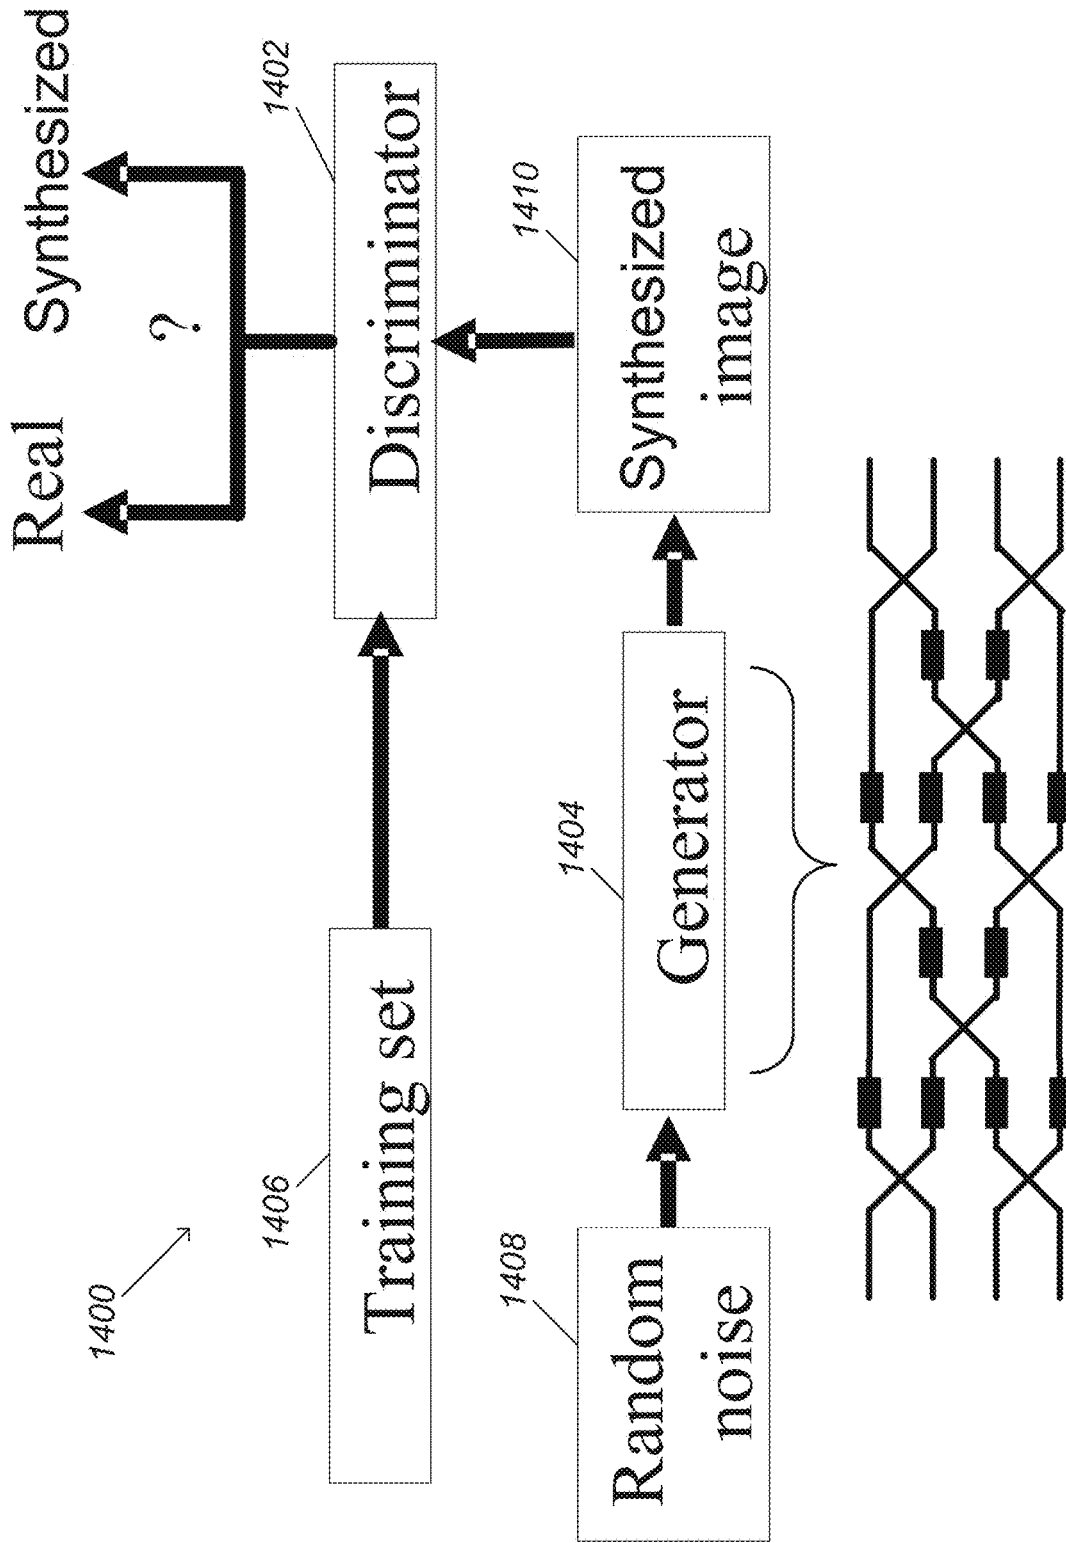 1400
1406
Training set
1402
Discriminator
Real
?
Synthesized
1408
Random
noise
1404
Generator
1410
Synthesized
image